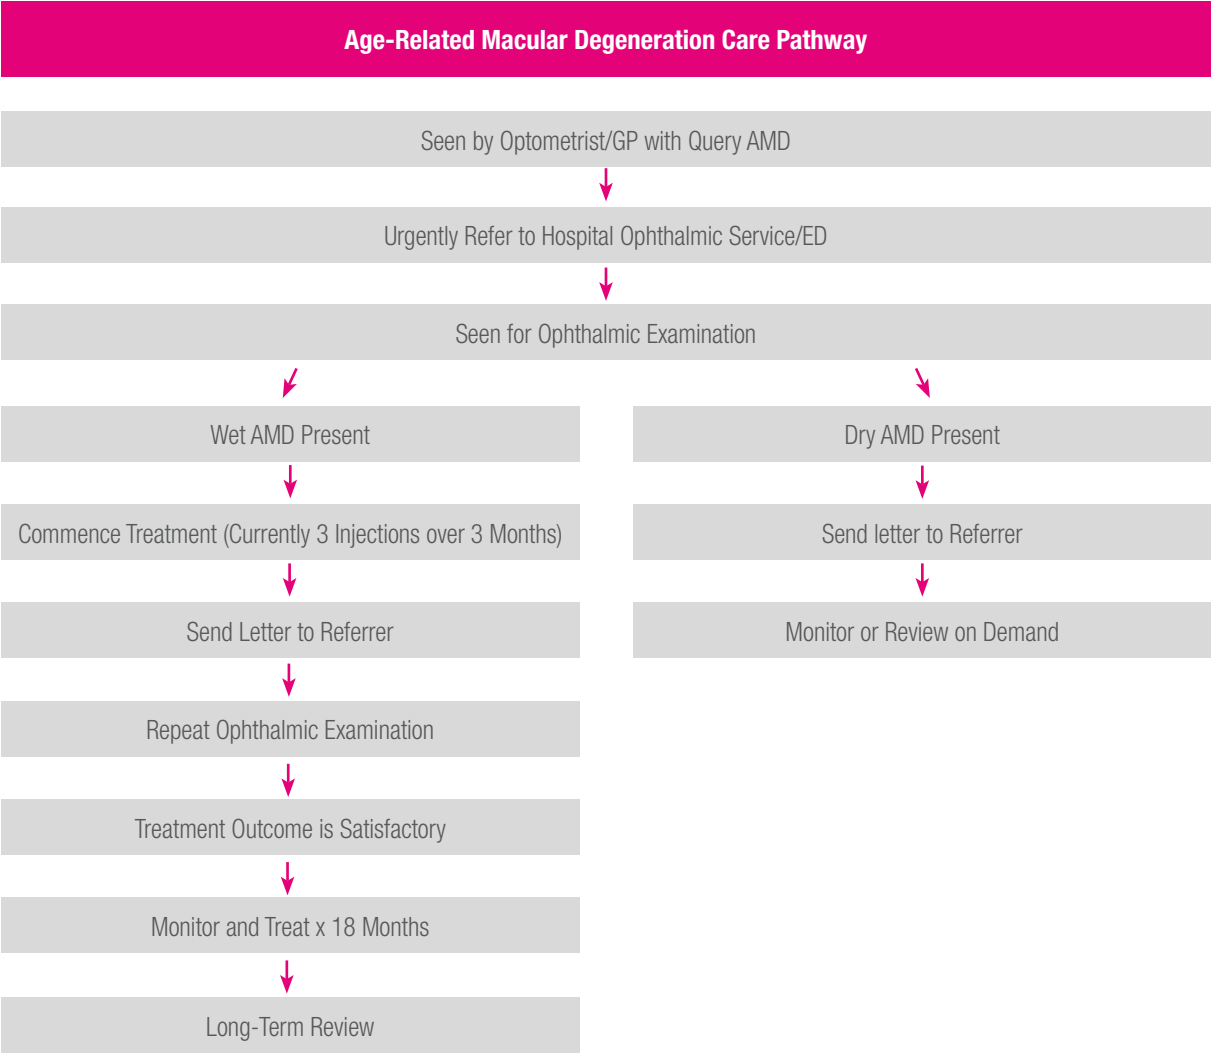 Age-Related Macular Degeneration Care Pathway
Seen by Optometrist/GP with Query AMD
Urgently Refer to Hospital Ophthalmic Service/ED
Seen for Ophthalmic Examination
Wet AMD Present
Dry AMD Present
Commence Treatment (Currently 3 Injections over 3 Months)
Send letter to Referrer
Send Letter to Referrer
Monitor or Review on Demand
Repeat Ophthalmic Examination
Treatment Outcome is Satisfactory
Monitor and Treat x 18 Months
Long-Term Review